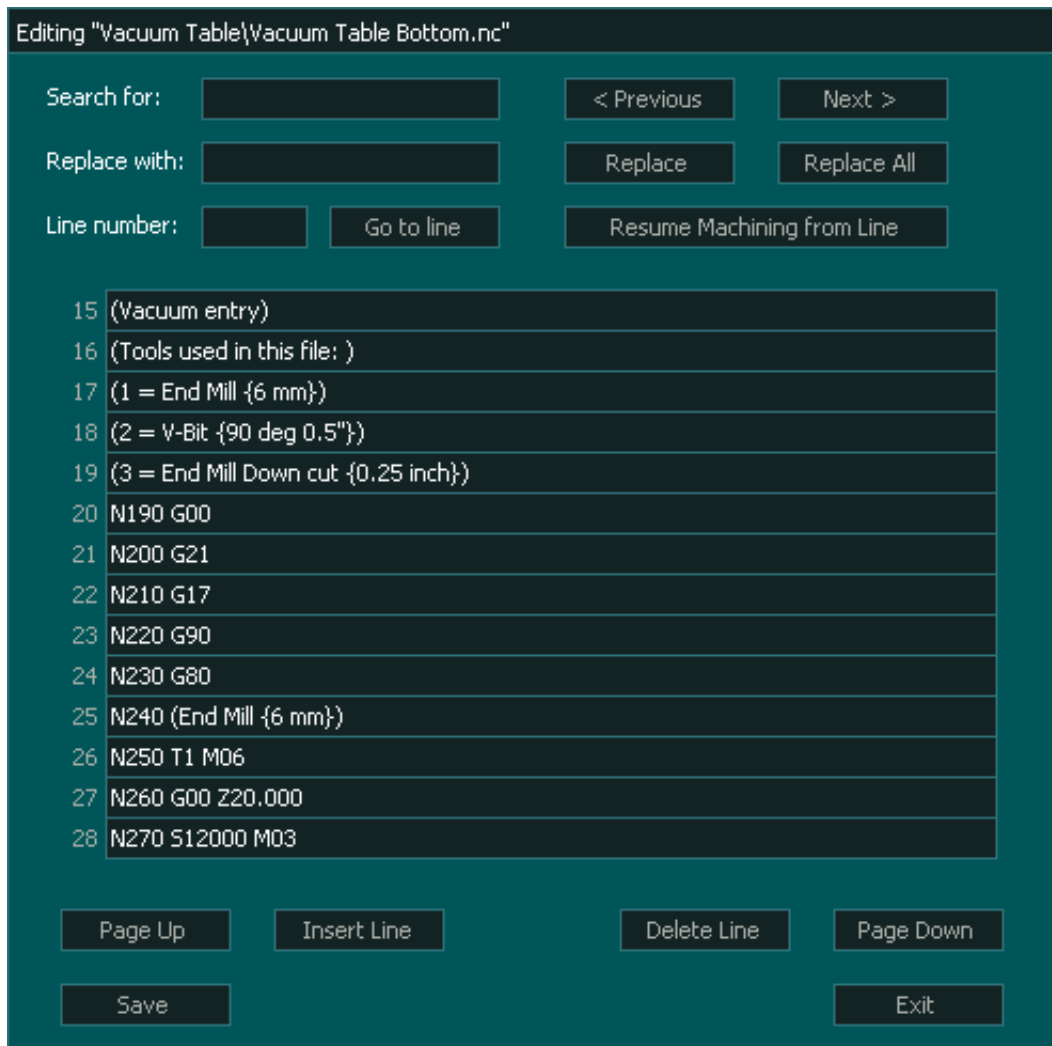 Editing "Vacuum Table\Vacuum Table Bottom.nc"
Search for:
< Previous
Next >
Replace with:
Replace
Replace All
Line number:
Go to line
Resume Machining from Line
15 (Vacuum entry)
16 (Tools used in this file: )
17 (1 = End Mill {6 mm})
18 (2 = V-Bit {90 deg 0.5"})
19 (3 = End Mill Down cut {0.25 inch})
20 N190 G00
21 N200 G21
22 N210 G17
23 N220 G90
24 N230 G80
25 N240 (End Mill {6 mm})
26 N250 T1 M06
27 N260 G00 Z20.000
28 N270 S12000 M03
Page Up
Insert Line
Delete Line
Page Down
Save
Exit